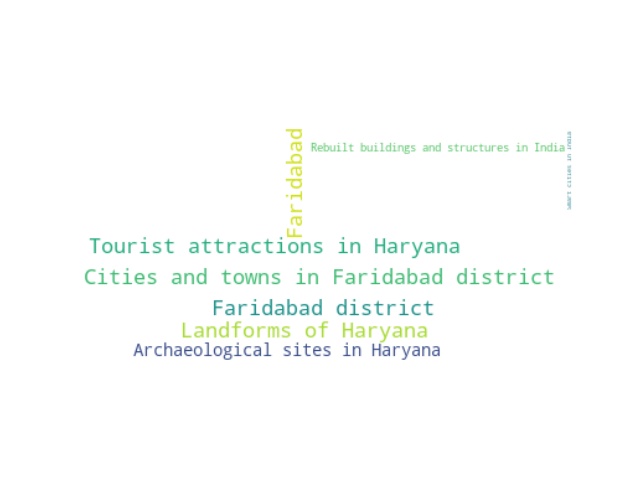 Faridabad
Rebuilt buildings and structures in India
Smart cities in India
Tourist attractions in Haryana
Cities and towns in Faridabad district
Faridabad district
Landforms of Haryana
Archaeological sites in Haryana